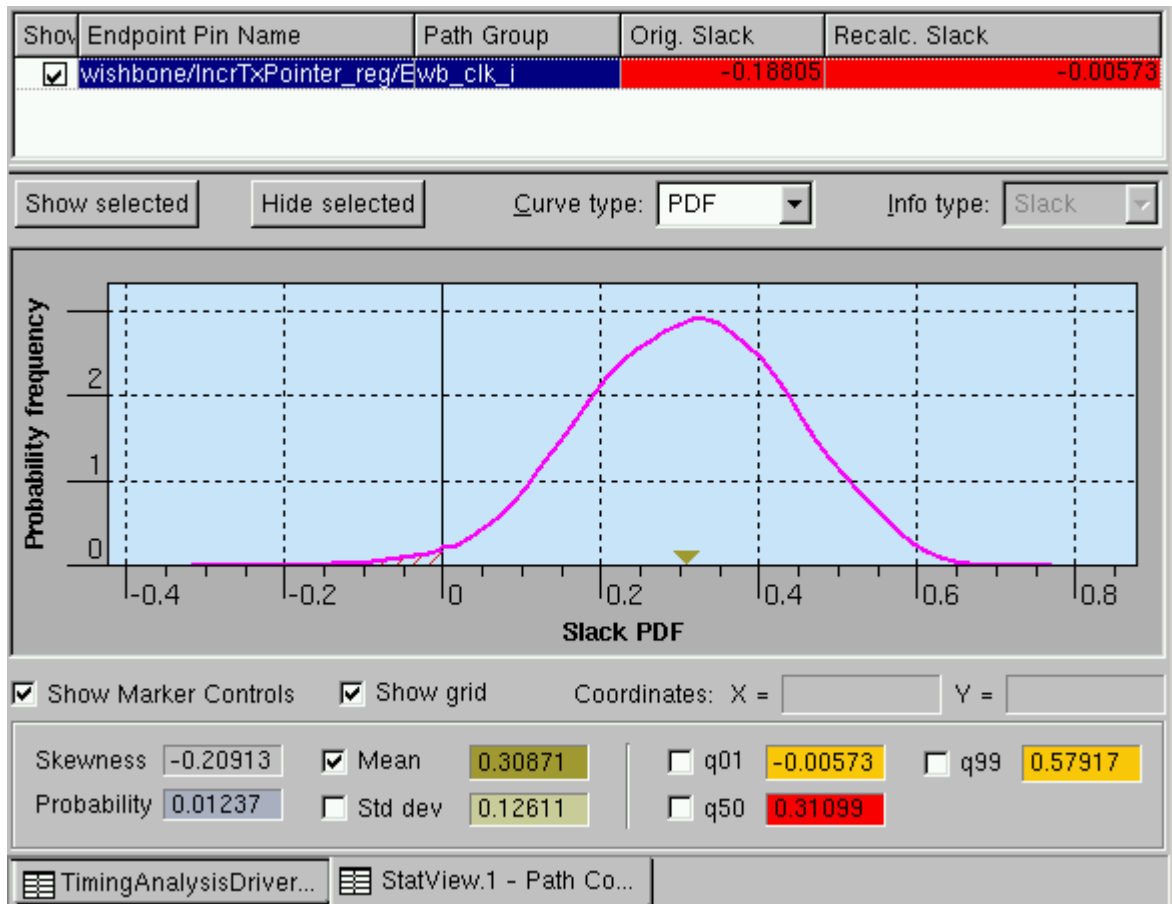 Show Endpoint Pin Name Path Group Orig. Slack Recalc. Slack
wishbone/IncrTxPointer_reg/E wb_clk_i -0.18805 -0.00573
Show selected Hide selected Curve type: PDF Info type: Slack
Probability frequency
2
1
0
-0.4 -0.2 0 0.2 0.4 0.6 0.8
Slack PDF
Show Marker Controls Show grid Coordinates: X = Y =
Skewness -0.20913 Mean 0.30871 q01 -0.00573 q99 0.57917
Probability 0.01237 Std dev 0.12611 q50 0.31099
TimingAnalysisDriver... StatView.1 - Path Co...